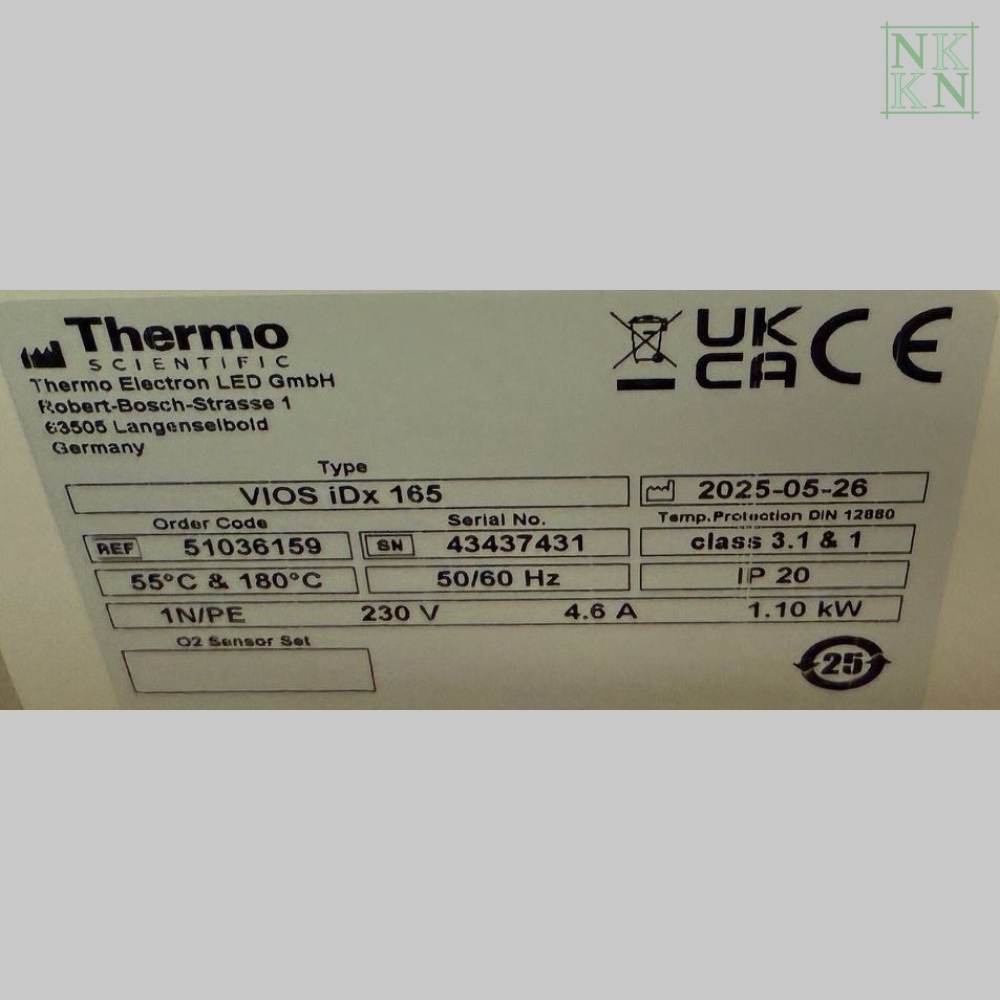 NK
KN
Thermo
SCIENTIFIC
Thermo Electron LED GmbH
Robert-Bosch-Strasse 1
63505 Langenselbold
Germany
UK
CA
CE
Type
VIOS iDx 165
2025-05-26
Order Code
Serial No.
Temp.Protection DIN 12880
REF 51036159
SN 43437431
class 3.1 & 1
55°C & 180°C
50/60 Hz
IP 20
1N/PE 230 V 4.6 A 1.10 kW
O2 Sensor Set
25